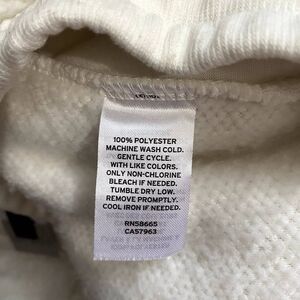 100% POLYESTER
MACHINE WASH COLD.
GENTLE CYCLE.
WITH LIKE COLORS.
ONLY NON-CHLORINE
BLEACH IF NEEDED.
TUMBLE DRY LOW.
REMOVE PROMPTLY.
COOL IRON IF NEEDED.
RN58665
CA57963